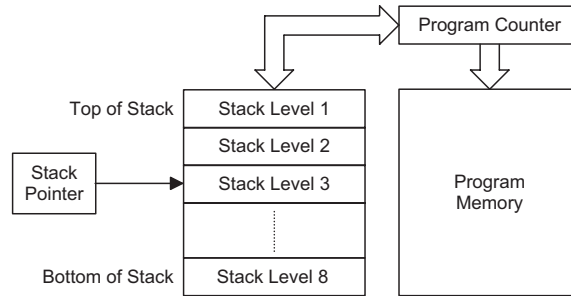 Program Counter
Top of Stack
Stack Level 1
Stack Level 2
Stack
Pointer
Stack Level 3
Program
Memory
Bottom of Stack
Stack Level 8